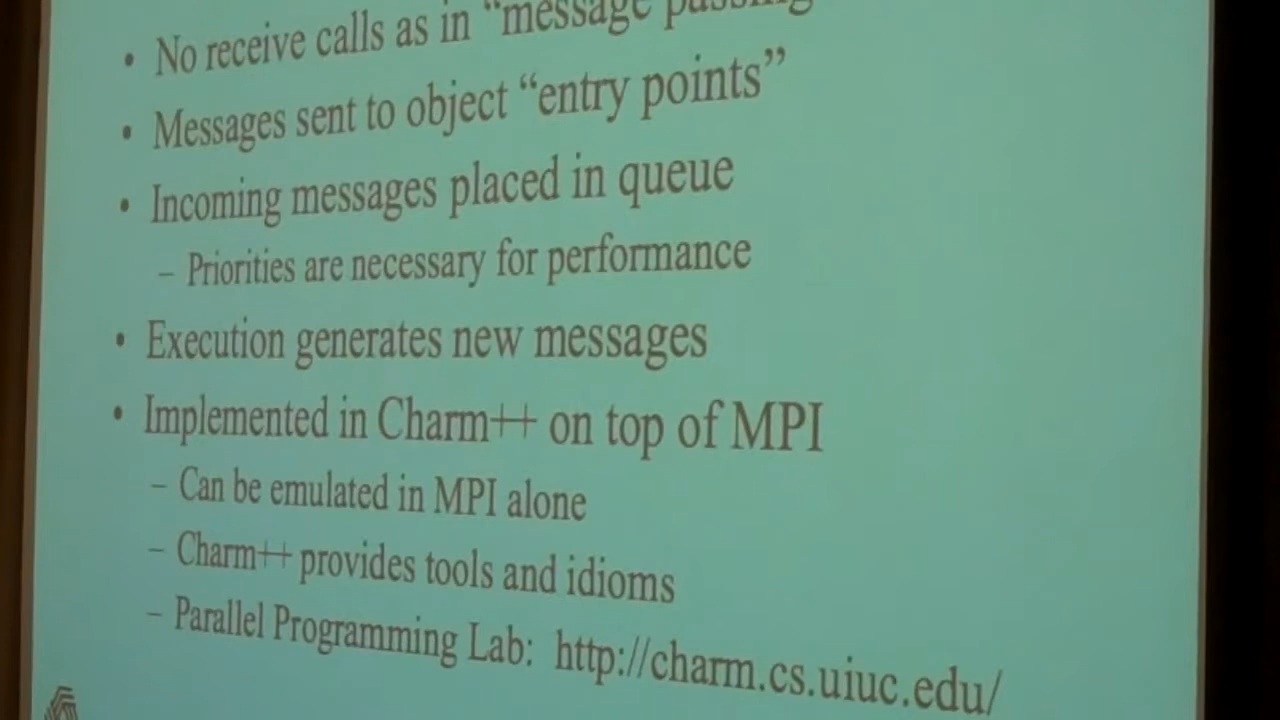 • No receive calls as in “message passing
• Messages sent to object “entry points”
• Incoming messages placed in queue
– Priorities are necessary for performance
• Execution generates new messages
• Implemented in Charm++ on top of MPI
– Can be emulated in MPI alone
– Charm++ provides tools and idioms
– Parallel Programming Lab: http://charm.cs.uiuc.edu/